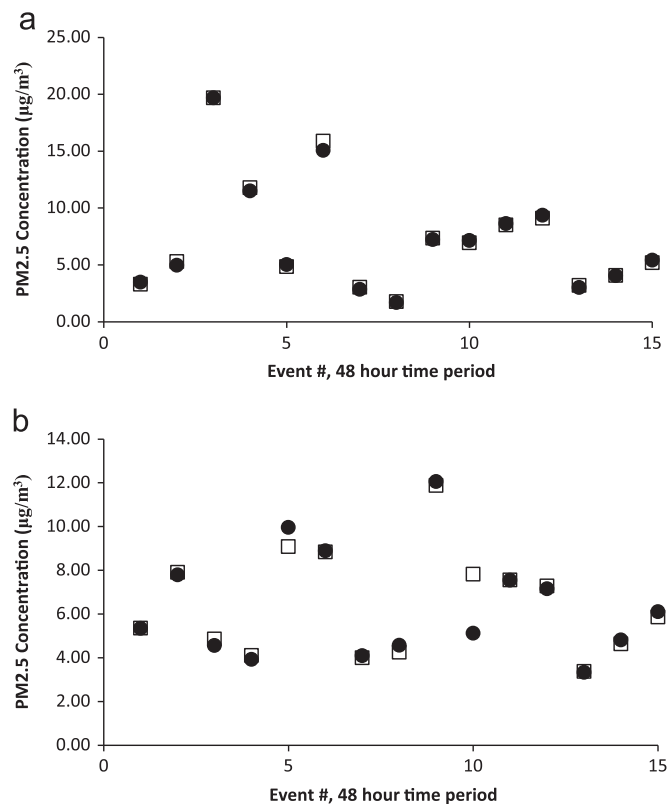 a
25.00
20.00
15.00
10.00
5.00
0.00
PM2.5 Concentration (µg/m³)
0 5 10 15
Event #, 48 hour time period
b
14.00
12.00
10.00
8.00
6.00
4.00
2.00
0.00
PM2.5 Concentration (µg/m³)
0 5 10 15
Event #, 48 hour time period